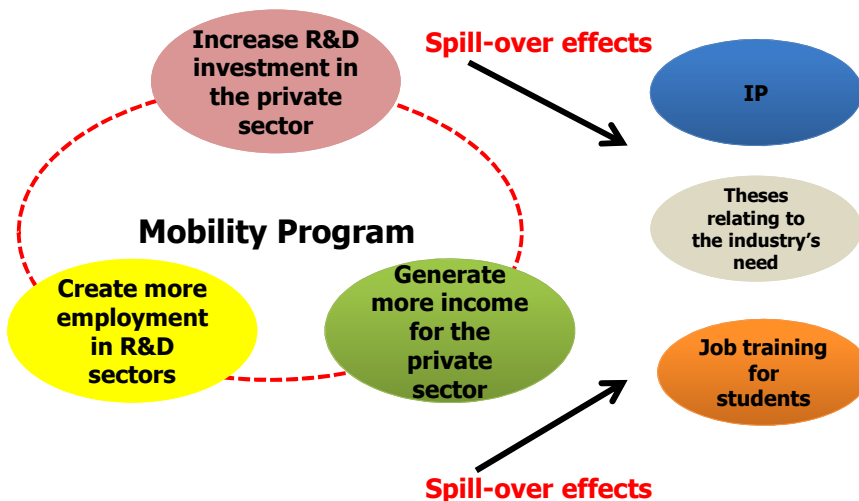 Increase R&D
investment in
the private
sector
Spill-over effects
IP
Theses
relating to
the industry’s
need
Mobility Program
Create more
employment
in R&D
sectors
Generate
more income
for the
private
sector
Job training
for
students
Spill-over effects